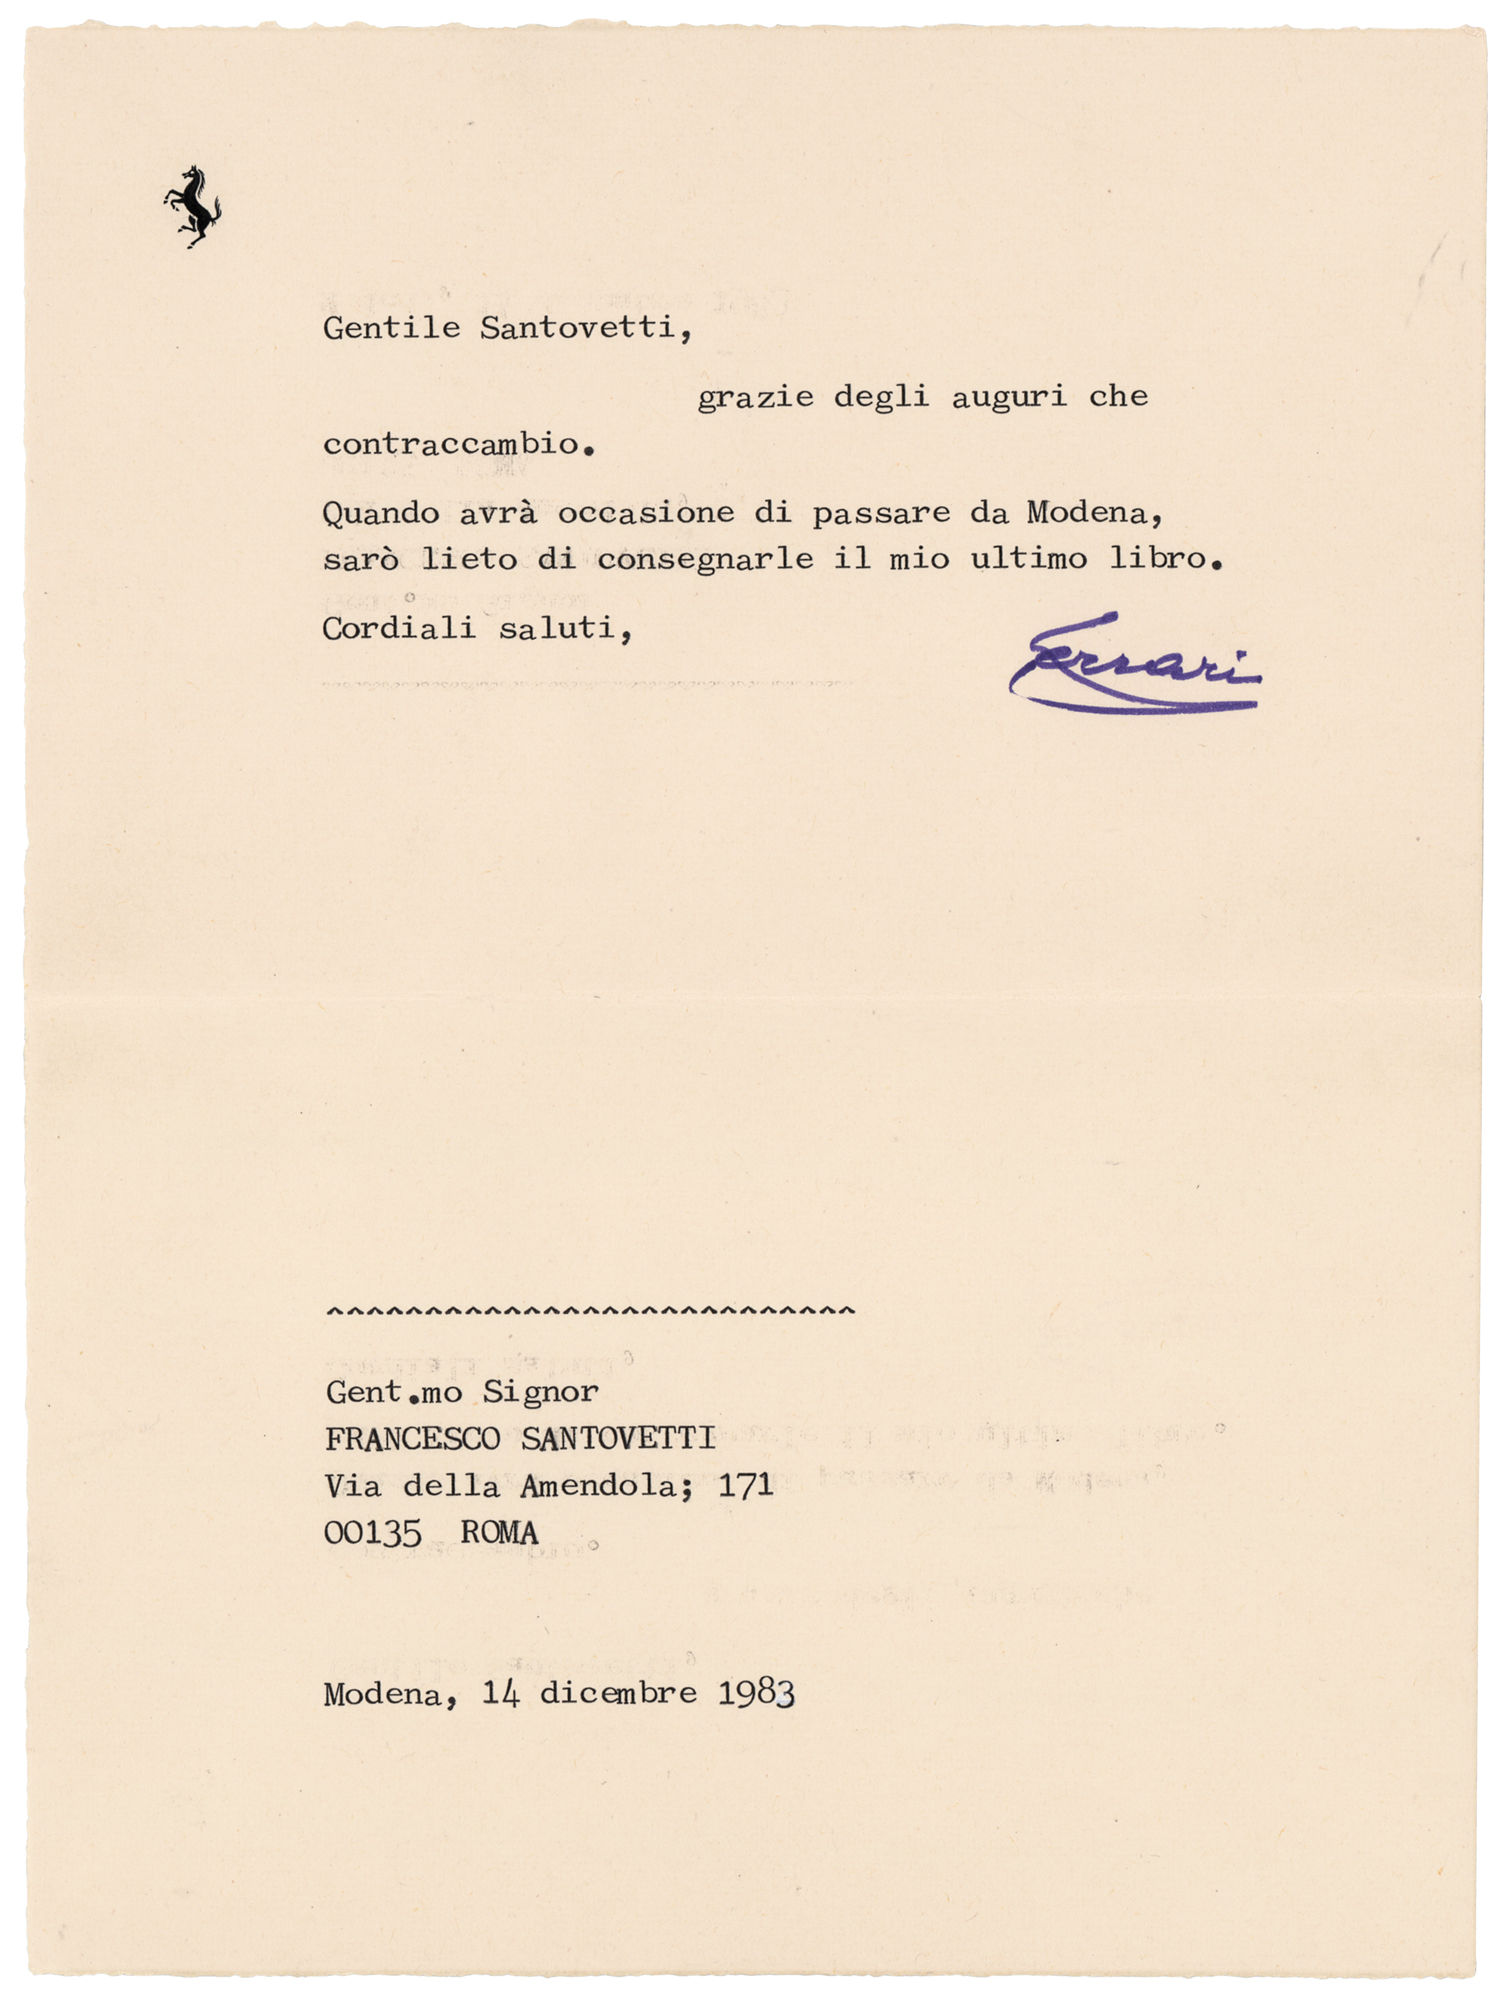 Gentile Santovetti,
grazie degli auguri che
contraccambio.
Quando avrà occasione di passare da Modena,
sarò lieto di consegnarle il mio ultimo libro.
Cordiali saluti,
Ferrari
^^^^^^^^^^^^^^^^^^^^^^^^^^^
Gent.mo Signor
FRANCESCO SANTOVETTI
Via della Amendola; 171
00135  ROMA
Modena, 14 dicembre 1983